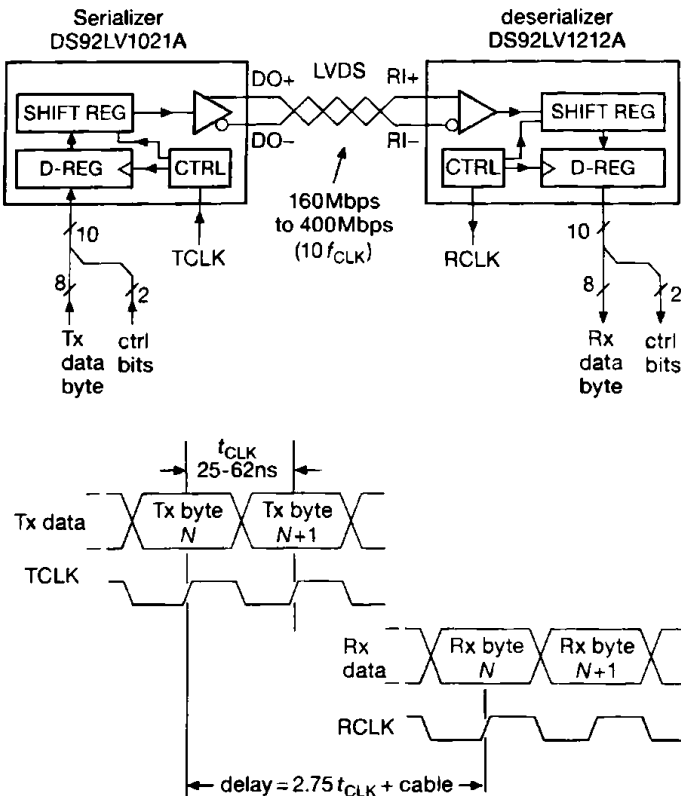 Serializer
DS92LV1021A
deserializer
DS92LV1212A
SHIFT REG
D-REG
CTRL
DO+
DO−
LVDS
RI+
RI−
SHIFT REG
CTRL
D-REG
160Mbps
to 400Mbps
(10 fCLK)
10
TCLK
8
2
Tx
data
byte
ctrl
bits
RCLK
10
8
2
Rx
data
byte
ctrl
bits
tCLK
25-62ns
Tx data
Tx byte
N
Tx byte
N+1
TCLK
Rx
data
Rx byte
N
Rx byte
N+1
RCLK
delay = 2.75 tCLK + cable